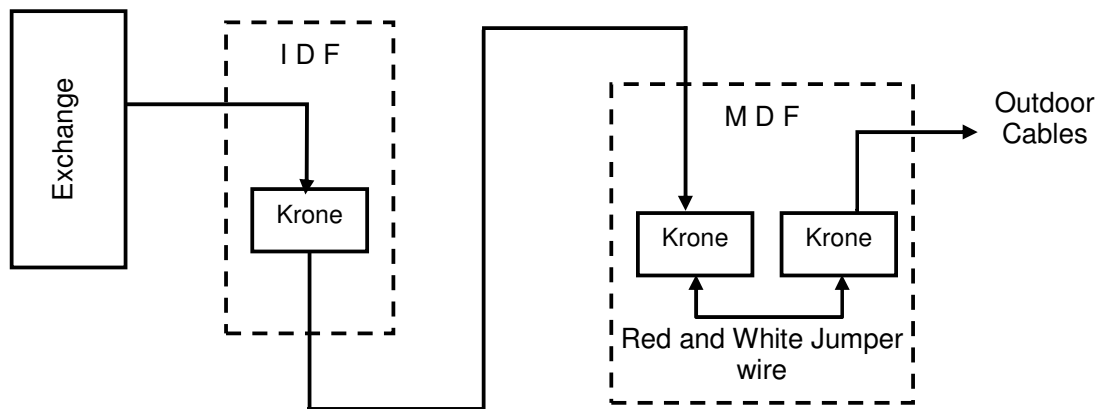 Exchange
I D F
Krone
M D F
Krone
Krone
Red and White Jumper
wire
Outdoor
Cables